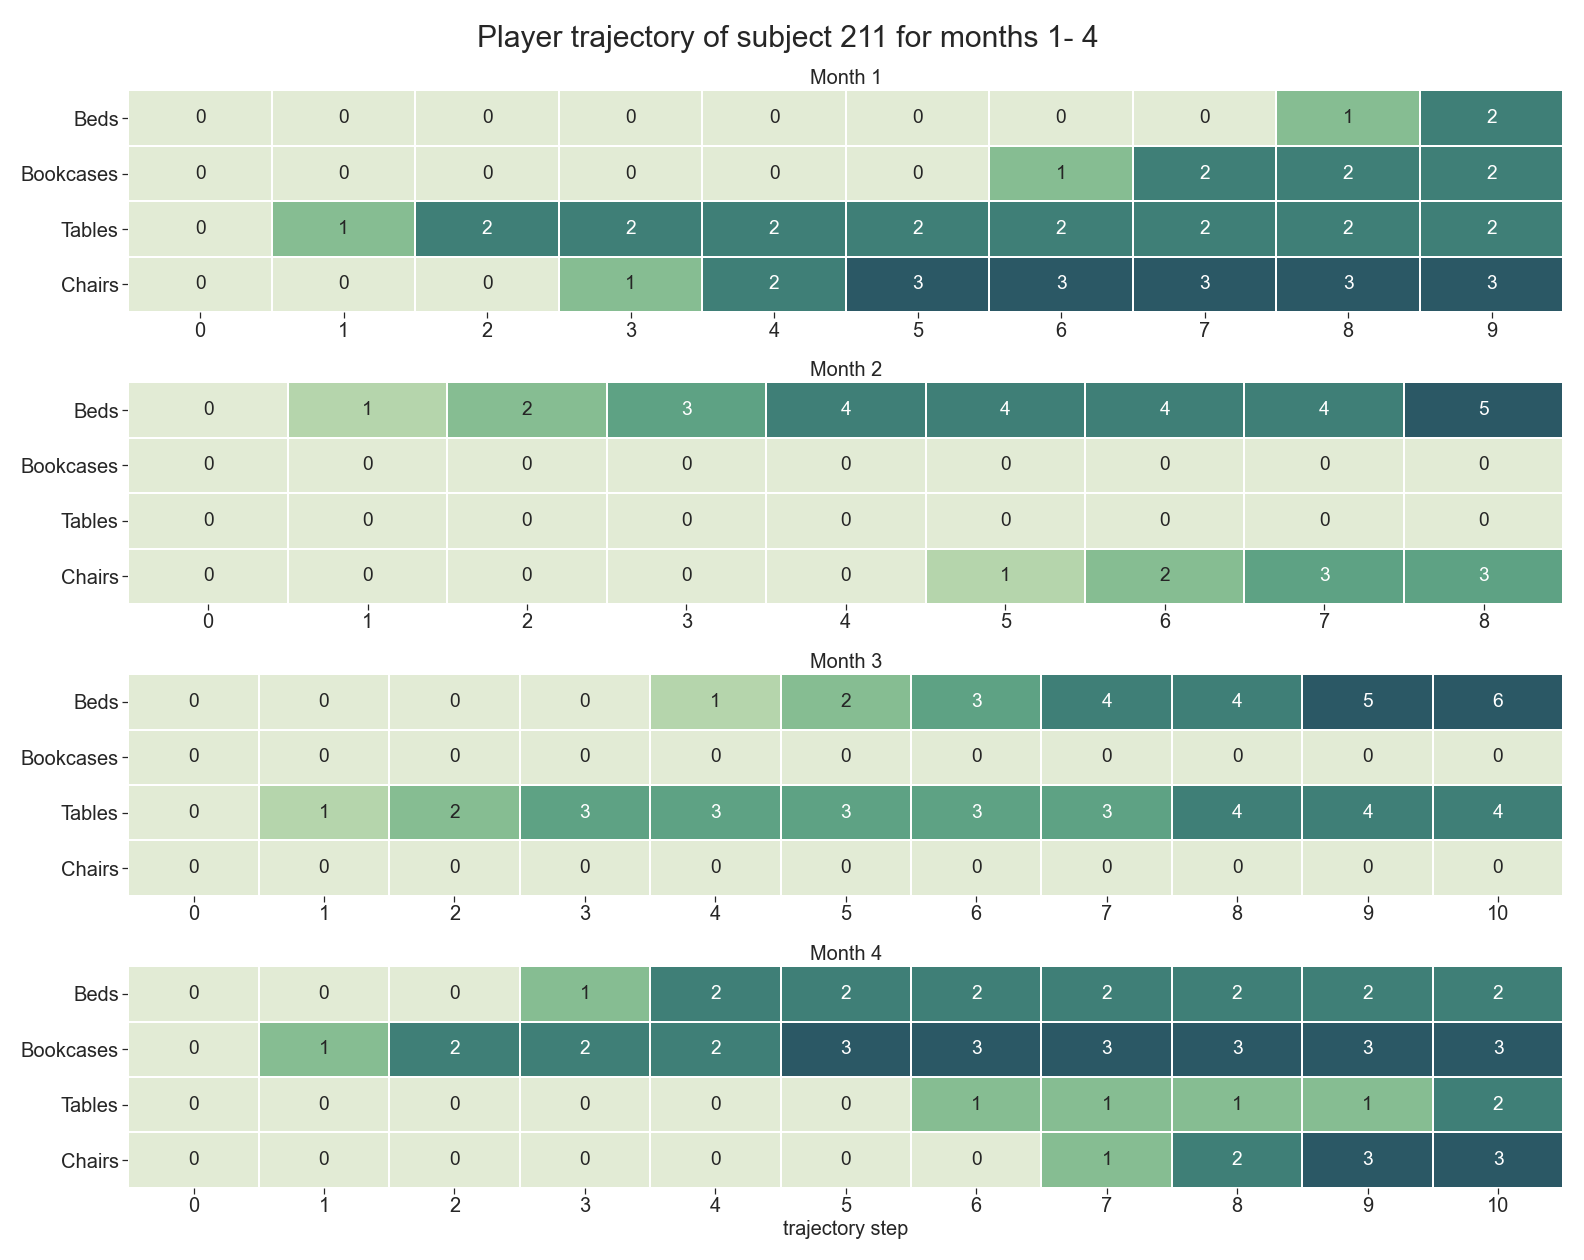 Player trajectory of subject 211 for months 1- 4
Month 1
Beds 0 0 0 0 0 0 0 0 1 2
Bookcases 0 0 0 0 0 0 1 2 2 2
Tables 0 1 2 2 2 2 2 2 2 2
Chairs 0 0 0 1 2 3 3 3 3 3
0 1 2 3 4 5 6 7 8 9
Month 2
Beds 0 1 2 3 4 4 4 4 5
Bookcases 0 0 0 0 0 0 0 0 0
Tables 0 0 0 0 0 0 0 0 0
Chairs 0 0 0 0 0 1 2 3 3
0 1 2 3 4 5 6 7 8
Month 3
Beds 0 0 0 0 1 2 3 4 4 5 6
Bookcases 0 0 0 0 0 0 0 0 0 0 0
Tables 0 1 2 3 3 3 3 3 4 4 4
Chairs 0 0 0 0 0 0 0 0 0 0 0
0 1 2 3 4 5 6 7 8 9 10
Month 4
Beds 0 0 0 1 2 2 2 2 2 2 2
Bookcases 0 1 2 2 2 3 3 3 3 3 3
Tables 0 0 0 0 0 0 1 1 1 1 2
Chairs 0 0 0 0 0 0 0 1 2 3 3
0 1 2 3 4 5 6 7 8 9 10
trajectory step